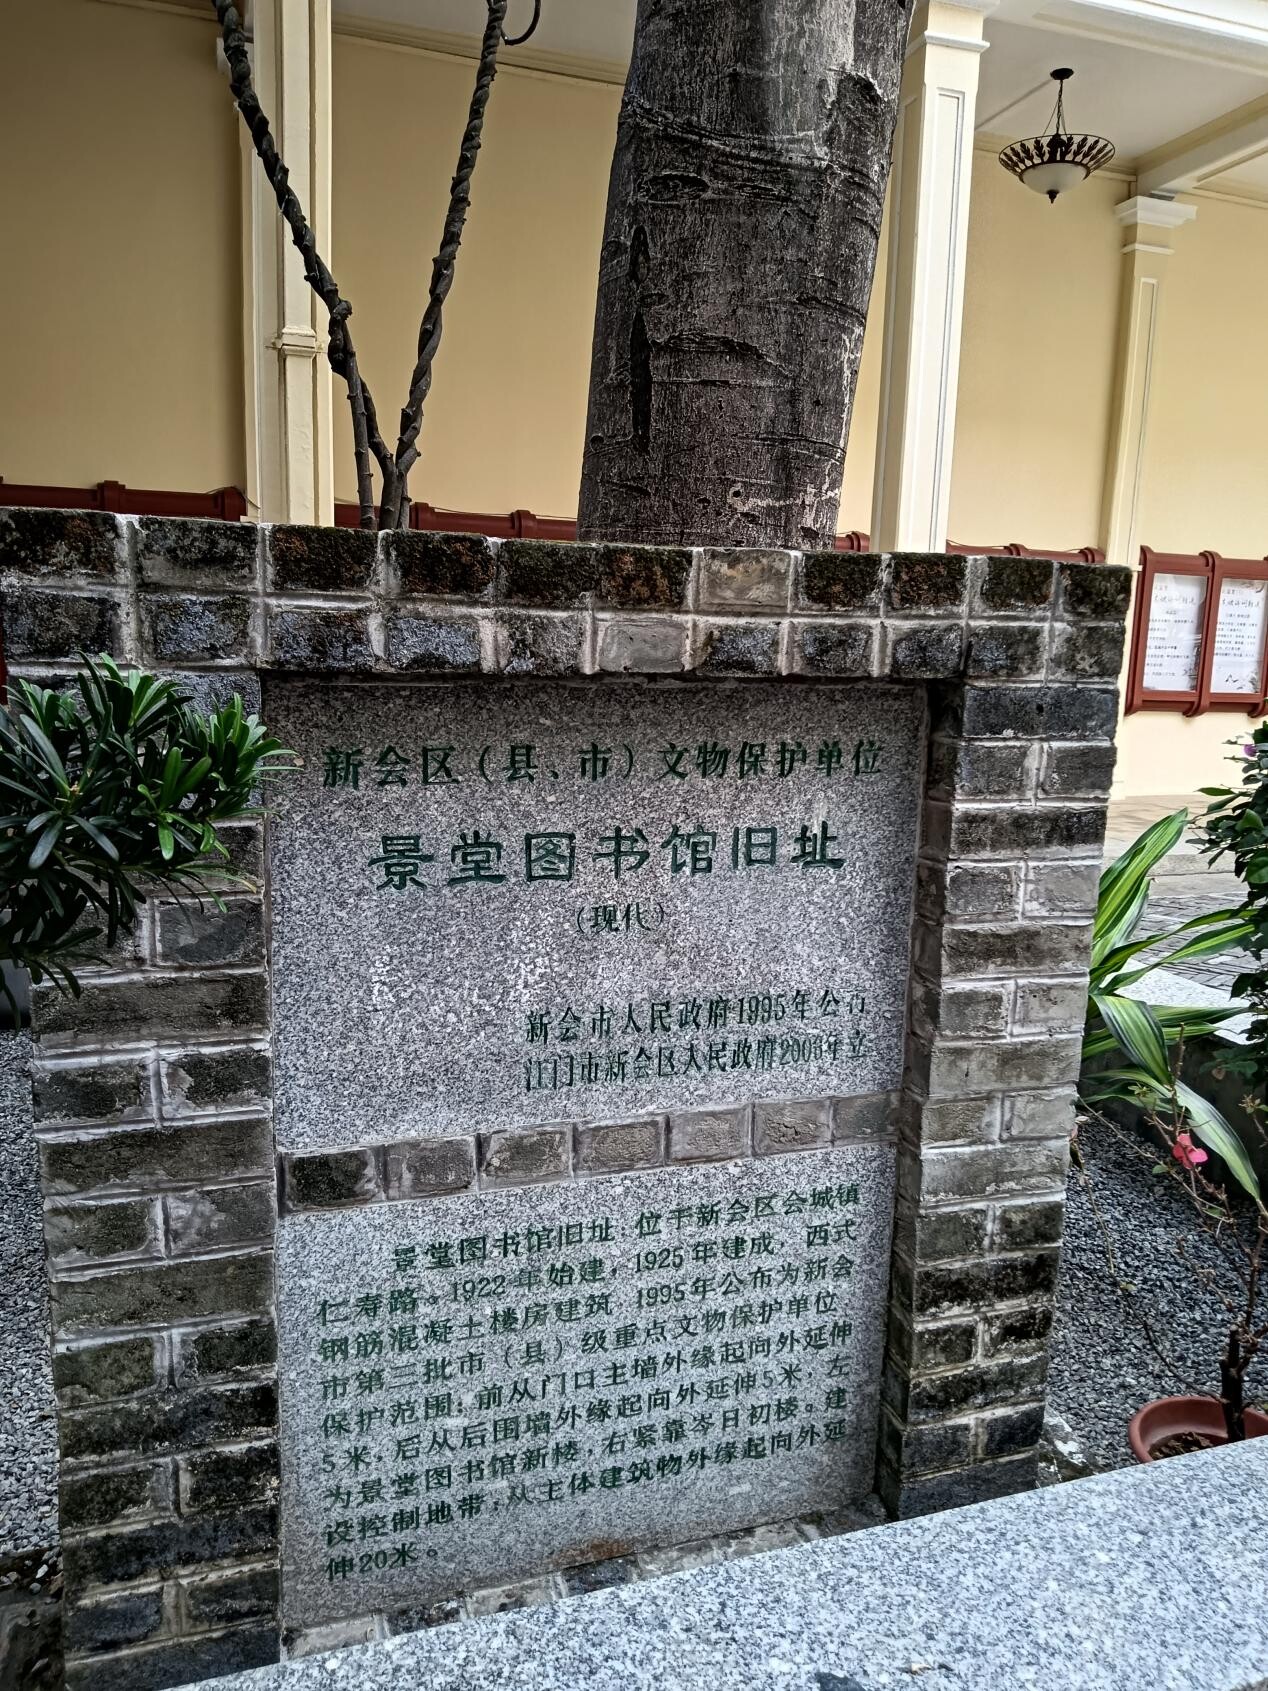 新会区（县、市）文物保护单位
景堂图书馆旧址
（现代）
新会市人民政府1995年公布
江门市新会区人民政府2003年立
景堂图书馆旧址：位于新会区会城镇
仁寿路。1922年始建，1925年建成，西式
钢筋混凝土楼房建筑。1995年公布为新会
市第三批市（县）级重点文物保护单位。
保护范围：前从门口主墙外缘起向外延伸
5米，后从后围墙外缘起向外延伸5米，左
为景堂图书馆新楼，右紧靠岑日初楼。建
设控制地带：从主体建筑物外缘起向外延
伸20米。